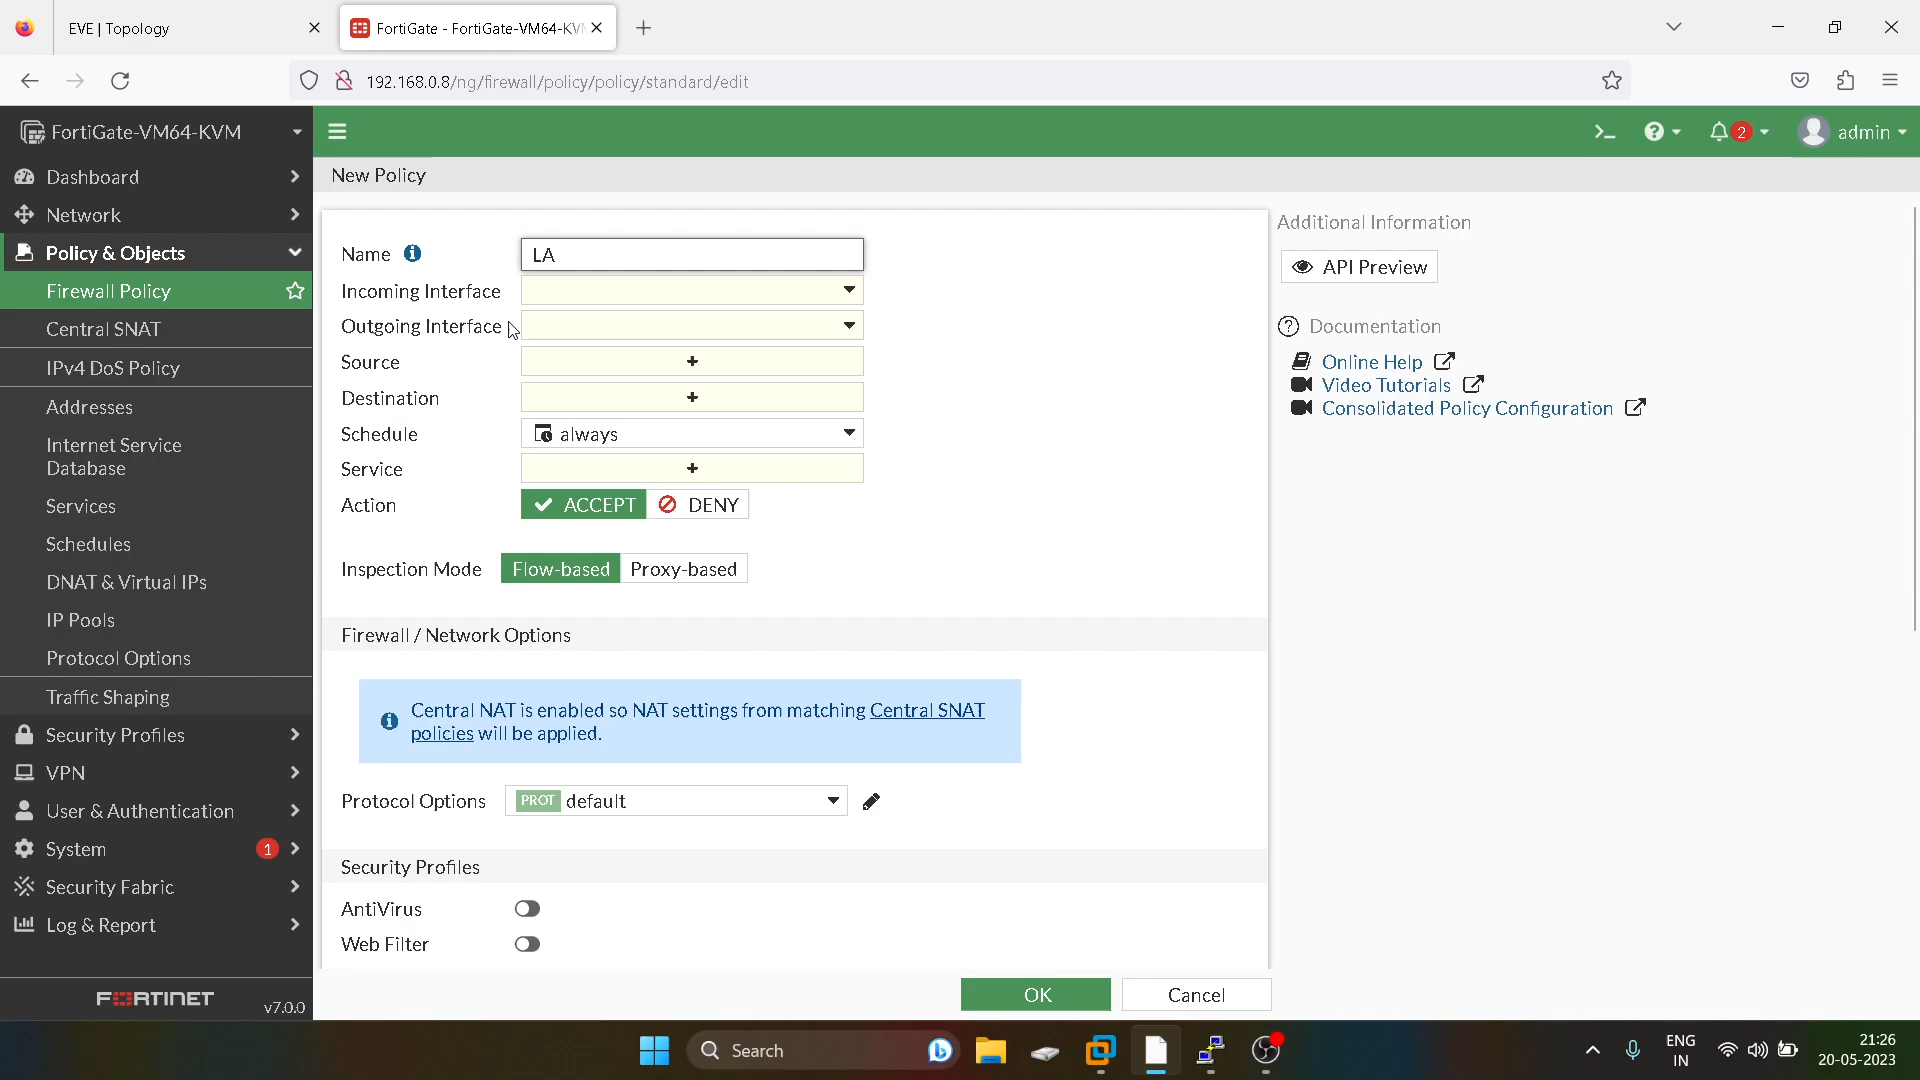 EVE | Topology
FortiGate - FortiGate-VM64-KV
192.168.0.8/ng/firewall/policy/policy/standard/edit
FortiGate-VM64-KVM
2
admin
Dashboard
Network
Policy & Objects
Firewall Policy
Central SNAT
IPv4 DoS Policy
Addresses
Internet Service
Database
Services
Schedules
DNAT & Virtual IPs
IP Pools
Protocol Options
Traffic Shaping
Security Profiles
VPN
User & Authentication
System 1
Security Fabric
Log & Report
FORTINET v7.0.0
New Policy
Name LA
Incoming Interface
Outgoing Interface
Source
Destination
Schedule always
Service
Action ACCEPT DENY
Inspection Mode Flow-based Proxy-based
Firewall / Network Options
Central NAT is enabled so NAT settings from matching Central SNAT
policies will be applied.
Protocol Options PROT default
Security Profiles
AntiVirus
Web Filter
OK Cancel
Additional Information
API Preview
Documentation
Online Help
Video Tutorials
Consolidated Policy Configuration
Search
ENG
IN
21:26
20-05-2023